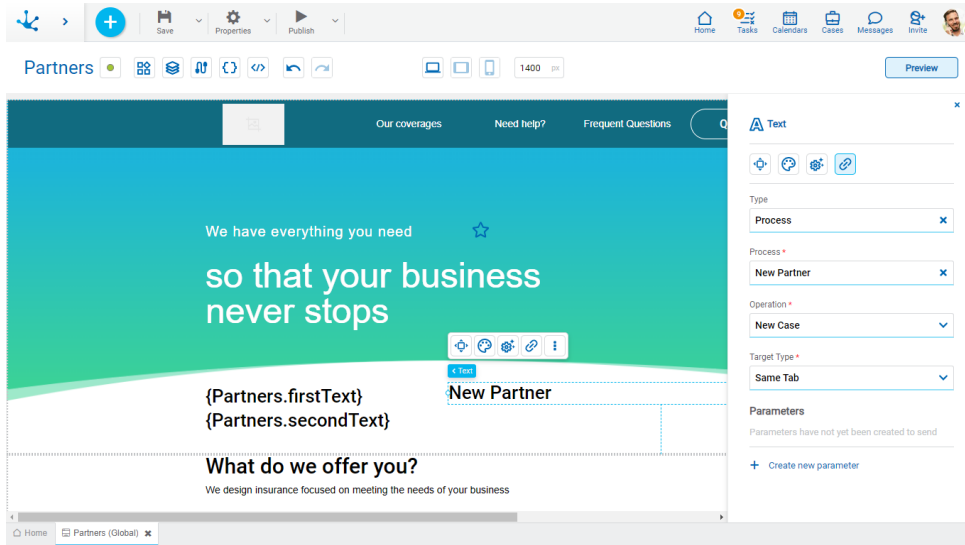 Save
Properties
Publish
Home
9
Tasks
Calendars
Cases
Messages
Invite
Partners
1400 px
Preview
Our coverages
Need help?
Frequent Questions
Q
Text
Type
Process
Process *
New Partner
Operation *
New Case
Target Type *
Same Tab
Parameters
Parameters have not yet been created to send
+ Create new parameter
We have everything you need
so that your business
never stops
< Text
{Partners.firstText}
New Partner
{Partners.secondText}
What do we offer you?
We design insurance focused on meeting the needs of your business
Home
Partners (Global)